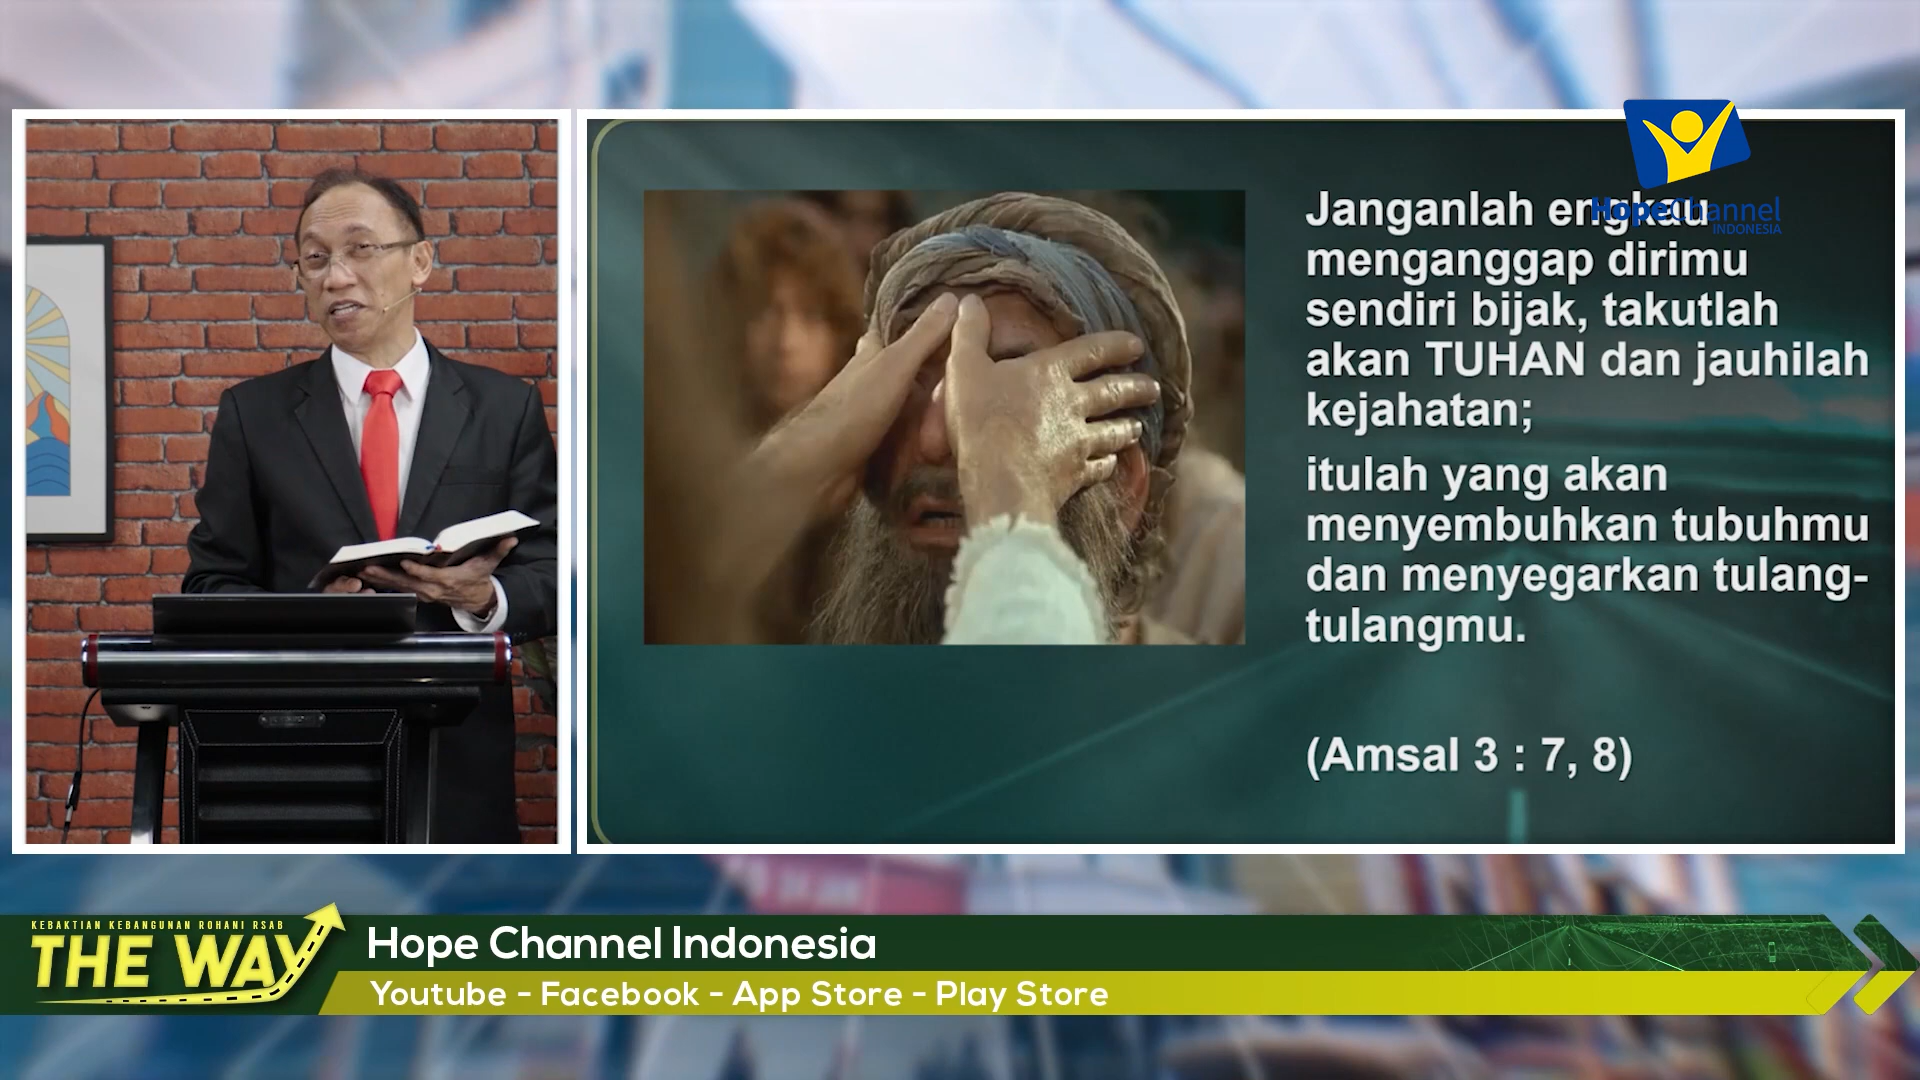 Janganlah engkau
menganggap dirimu
sendiri bijak, takutlah
akan TUHAN dan jauhilah
kejahatan;
itulah yang akan
menyembuhkan tubuhmu
dan menyegarkan tulang-
tulangmu.
(Amsal 3 : 7, 8)
HopeChannel
INDONESIA
KEBAKTIAN KEBANGUNAN ROHANI RSAB
THE WAY
Hope Channel Indonesia
Youtube - Facebook - App Store - Play Store